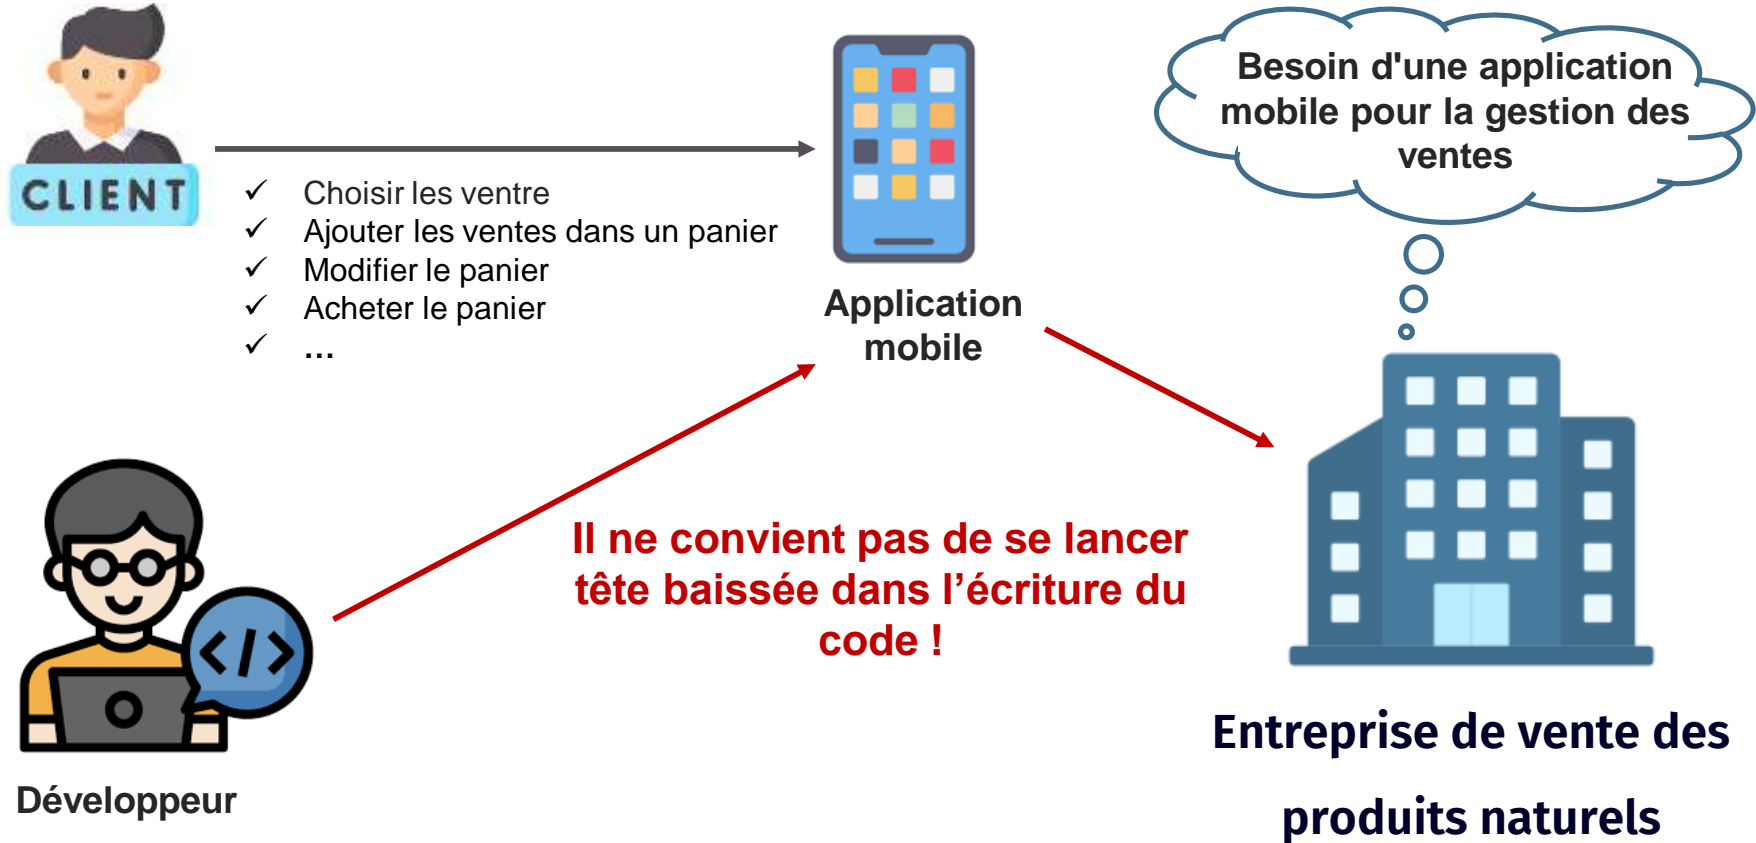 Besoin d'une application
mobile pour la gestion des
ventes
CLIENT
✓ Choisir les ventre
✓ Ajouter les ventes dans un panier
✓ Modifier le panier
✓ Acheter le panier
✓ ...
Application
mobile
Il ne convient pas de se lancer
tête baissée dans l’écriture du
code !
</>
Développeur
Entreprise de vente des
produits naturels